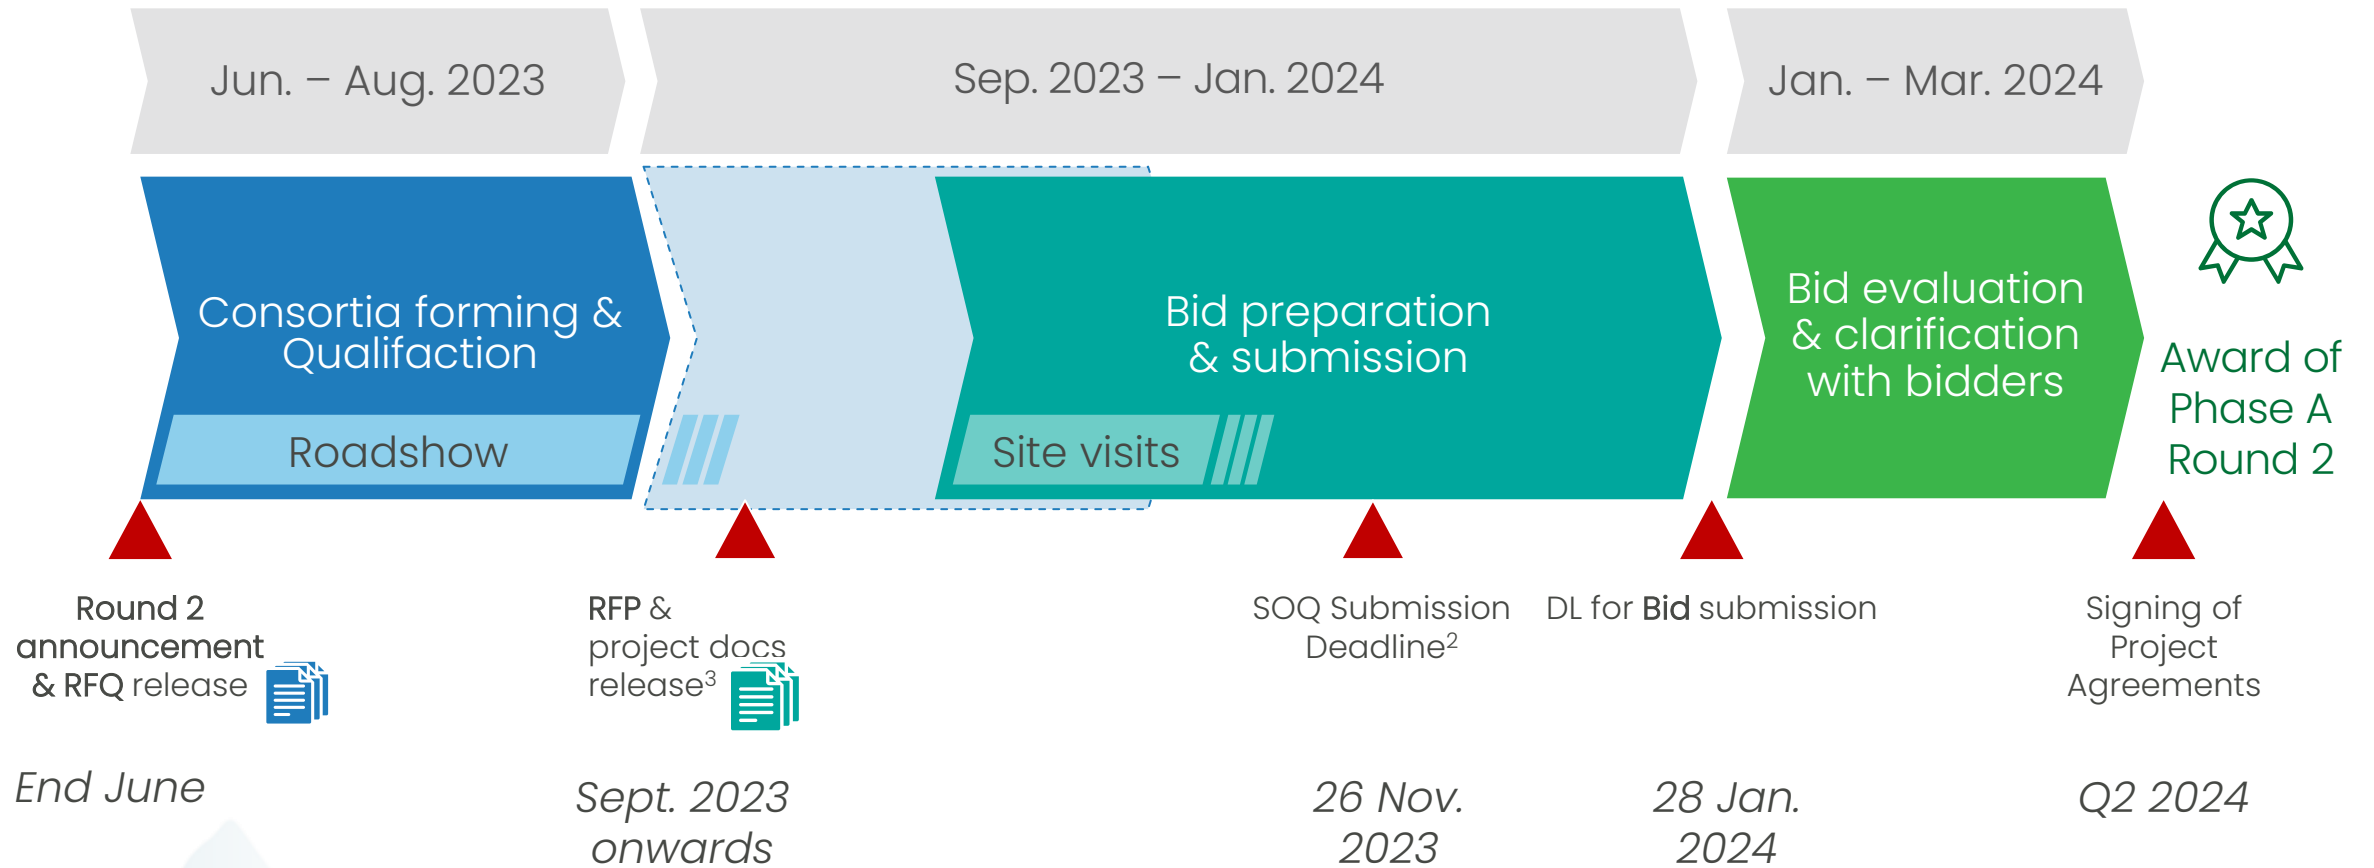 Jun. – Aug. 2023
Sep. 2023 – Jan. 2024
Jan. – Mar. 2024
Consortia forming &
Qualifaction
Roadshow
Bid preparation
& submission
Site visits
Bid evaluation
& clarification
with bidders
Award of
Phase A
Round 2
Round 2
announcement
& RFQ release
End June
RFP &
project docs
release³
Sept. 2023
onwards
SOQ Submission
Deadline²
26 Nov.
2023
DL for Bid submission
28 Jan.
2024
Signing of
Project
Agreements
Q2 2024